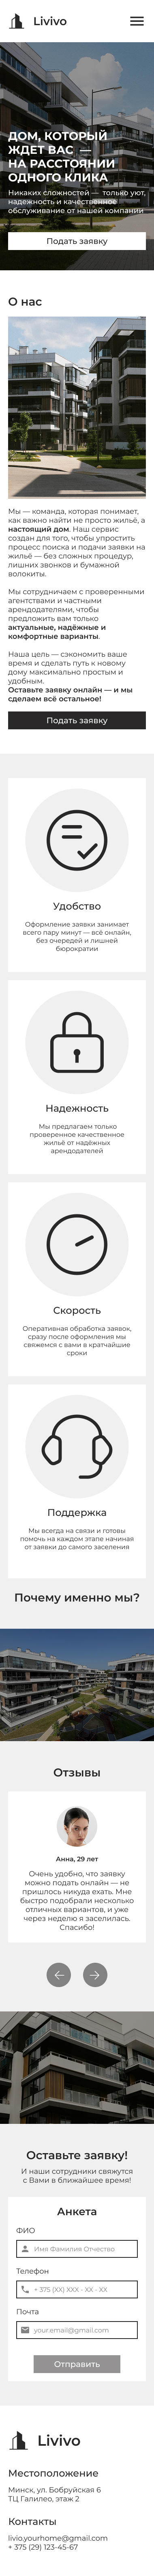 Livivo
ДОМ, КОТОРЫЙ
ЖДЕТ ВАС —
НА РАССТОЯНИИ
ОДНОГО КЛИКА
Никаких сложностей — только уют,
надежность и качественное
обслуживание от нашей компании
Подать заявку
О нас
Мы — команда, которая понимает,
как важно найти не просто жильё, а
настоящий дом. Наш сервис
создан для того, чтобы упростить
процесс поиска и подачи заявки на
жильё — без сложных процедур,
лишних звонков и бумажной
волокиты.
Мы сотрудничаем с проверенными
агентствами и частными
арендодателями, чтобы
предложить вам только
актуальные, надёжные и
комфортные варианты.
Наша цель — сэкономить ваше
время и сделать путь к новому
дому максимально простым и
удобным.
Оставьте заявку онлайн — и мы
сделаем всё остальное!
Подать заявку
Удобство
Оформление заявки занимает
всего пару минут — всё онлайн,
без очередей и лишней
бюрократии
Надежность
Мы предлагаем только
проверенное качественное
жильё от надёжных
арендодателей
Скорость
Оперативная обработка заявок,
сразу после оформления мы
свяжемся с вами в кратчайшие
сроки
Поддержка
Мы всегда на связи и готовы
помочь на каждом этапе начиная
от заявки до самого заселения
Почему именно мы?
Отзывы
Анна, 29 лет
Очень удобно, что заявку
можно подать онлайн — не
пришлось никуда ехать. Мне
быстро подобрали несколько
отличных вариантов, и уже
через неделю я заселилась.
Спасибо!
Оставьте заявку!
И наши сотрудники свяжутся
с Вами в ближайшее время!
Анкета
ФИО
Имя Фамилия Отчество
Телефон
+ 375 (XX) XXX - XX - XX
Почта
your.email@gmail.com
Отправить
Livivo
Местоположение
Минск, ул. Бобруйская 6
ТЦ Галилео, этаж 2
Контакты
livio.yourhome@gmail.com
+ 375 (29) 123-45-67